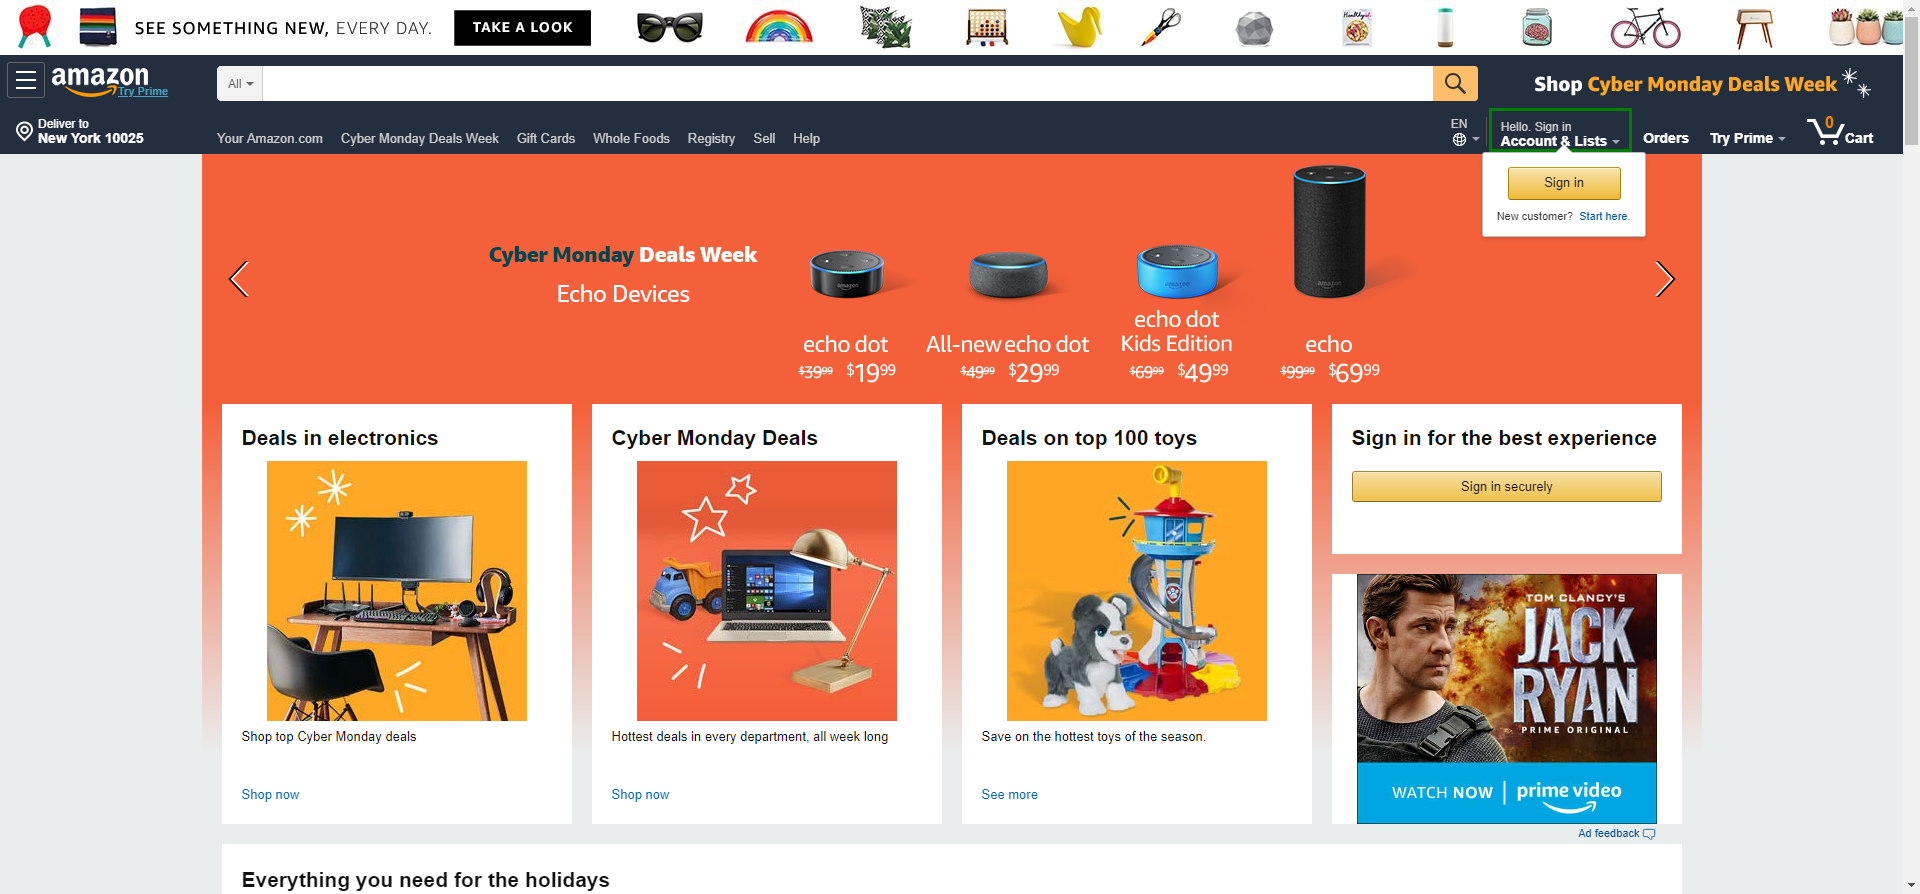 SEE SOMETHING NEW, EVERY DAY. TAKE A LOOK
amazon
Try Prime
All
Shop Cyber Monday Deals Week
Deliver to
New York 10025
Your Amazon.com Cyber Monday Deals Week Gift Cards Whole Foods Registry Sell Help
EN
Hello. Sign in
Account & Lists
Orders
Try Prime
0
Cart
Sign in
New customer? Start here.
Cyber Monday Deals Week
Echo Devices
echo dot
$39.99 $19.99
All-new echo dot
$49.99 $29.99
echo dot
Kids Edition
$69.99 $49.99
echo
$99.99 $69.99
Deals in electronics
Shop top Cyber Monday deals
Shop now
Cyber Monday Deals
Hottest deals in every department, all week long
Shop now
Deals on top 100 toys
Save on the hottest toys of the season.
See more
Sign in for the best experience
Sign in securely
TOM CLANCY'S
JACK
RYAN
PRIME ORIGINAL
WATCH NOW | prime video
Ad feedback
Everything you need for the holidays